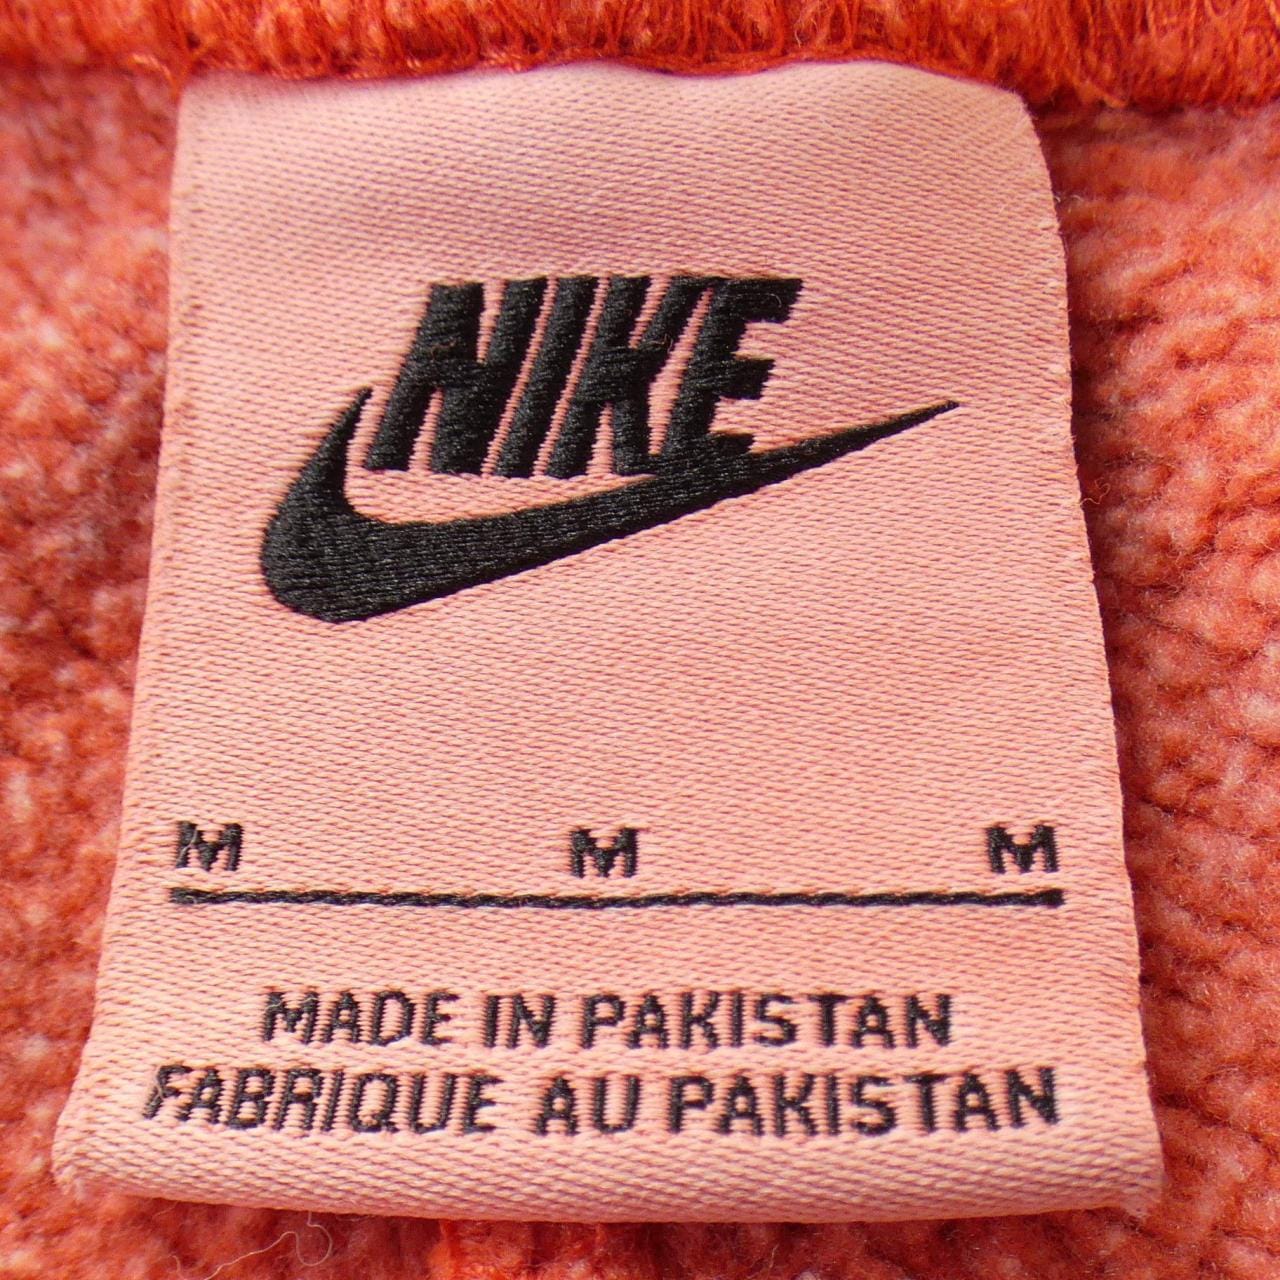 NIKE
M M M
MADE IN PAKISTAN
FABRIQUE AU PAKISTAN